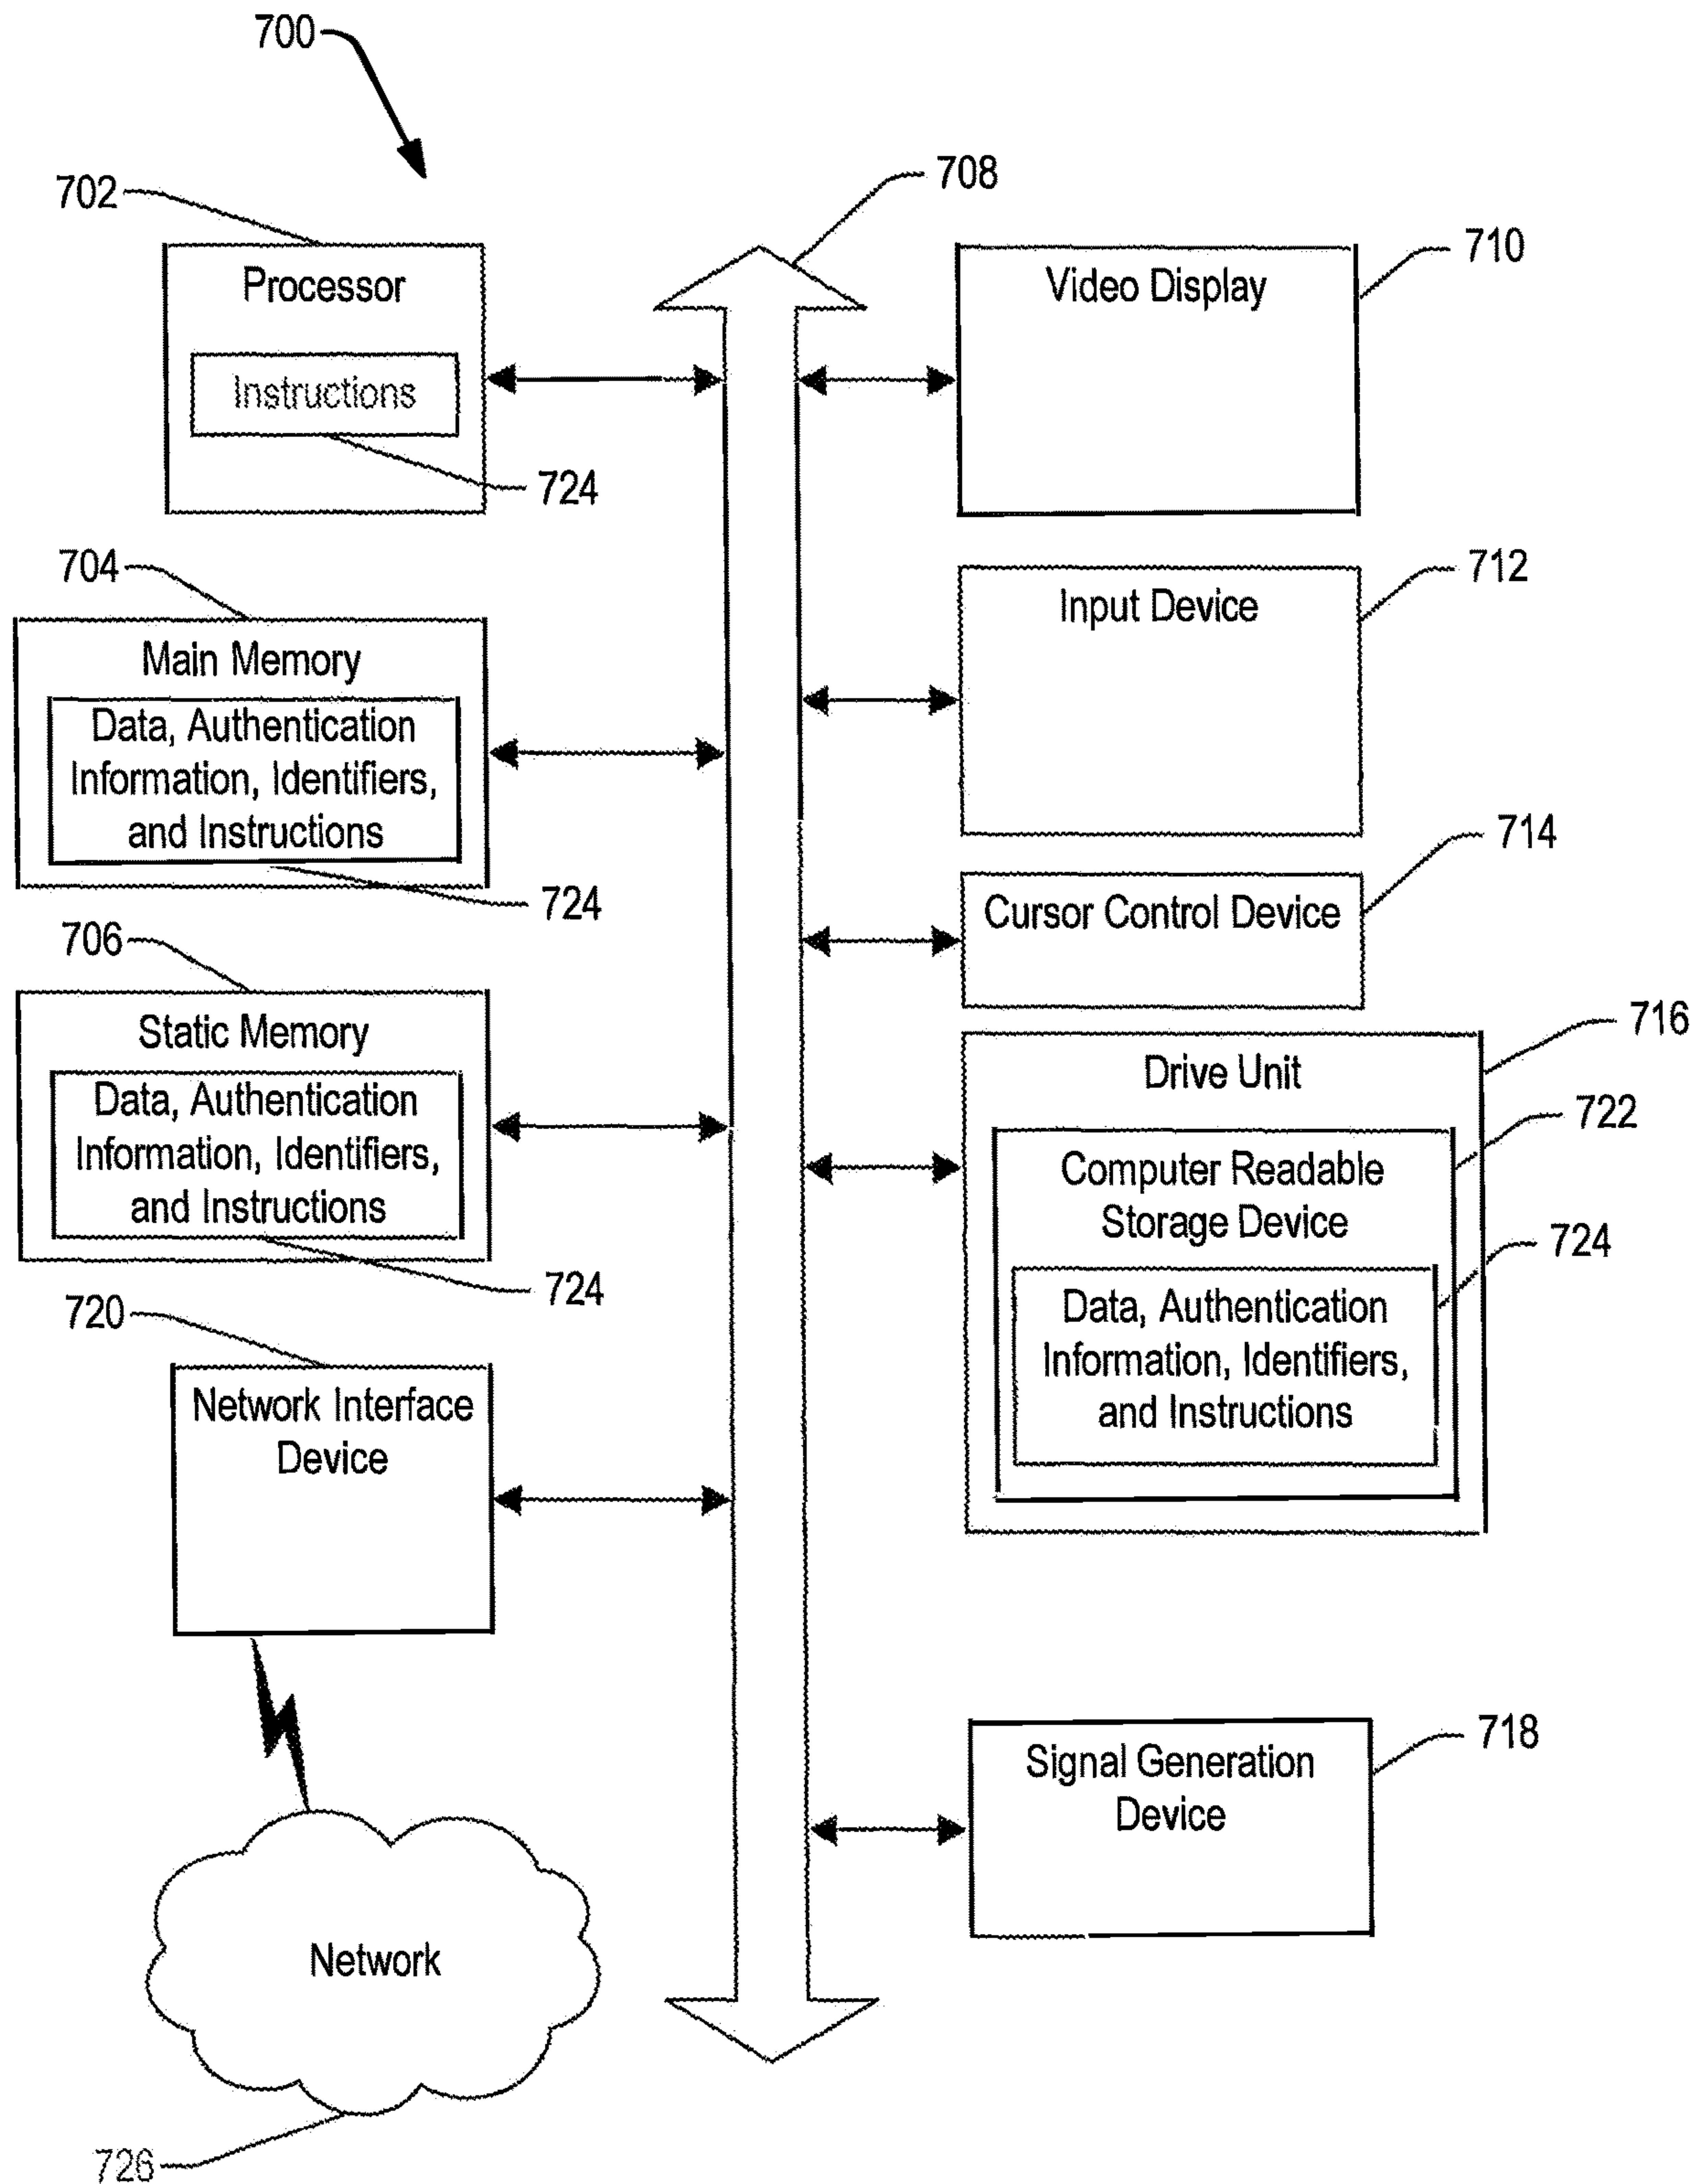 700
702
708
710
Processor
Instructions
724
Video Display
704
712
Main Memory
Data, Authentication
Information, Identifiers,
and Instructions
724
Input Device
714
Cursor Control Device
706
Static Memory
Data, Authentication
Information, Identifiers,
and Instructions
724
716
Drive Unit
722
Computer Readable
Storage Device
724
Data, Authentication
Information, Identifiers,
and Instructions
720
Network Interface
Device
718
Signal Generation
Device
Network
726